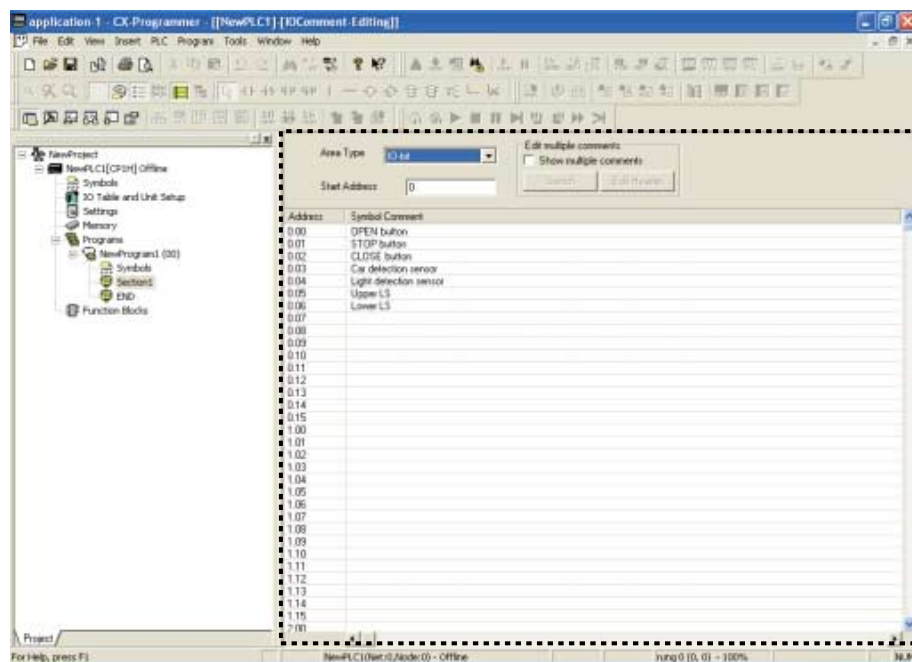 application-1 - CX-Programmer - [[NewPLC1].[IOComment-Editing]]
File Edit View Insert PLC Program Tools Window Help
NewProject
NewPLC1[CP1H] Offline
Symbols
IO Table and Unit Setup
Settings
Memory
Programs
NewProgram1 (00)
Symbols
Section1
END
Function Blocks
Project
Area Type IO-bit
Start Address 0
Edit multiple comments
Show multiple comments
Switch Edit Header
Address Symbol Comment
0.00 OPEN button
0.01 STOP button
0.02 CLOSE button
0.03 Car detection sensor
0.04 Light detection sensor
0.05 Upper LS
0.06 Lower LS
0.07
0.08
0.09
0.10
0.11
0.12
0.13
0.14
0.15
1.00
1.01
1.02
1.03
1.04
1.05
1.06
1.07
1.08
1.09
1.10
1.11
1.12
1.13
1.14
1.15
2.00
For Help, press F1 NewPLC1(Net:0,Node:0) - Offline rung 0 (0, 0) - 100% NUM